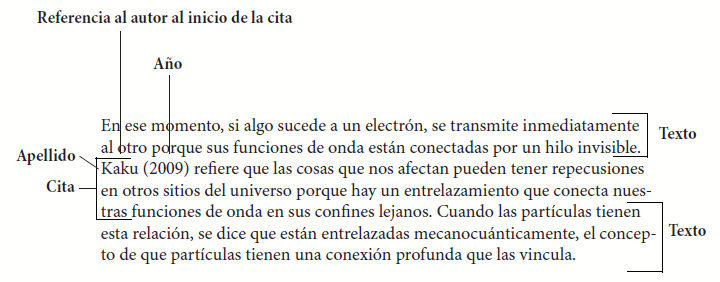 Referencia al autor al inicio de la cita
Año
En ese momento, si algo sucede a un electrón, se transmite inmediatamente
al otro porque sus funciones de onda están conectadas por un hilo invisible.
Texto
Apellido
Kaku (2009) refiere que las cosas que nos afectan pueden tener repecusiones
Cita
en otros sitios del universo porque hay un entrelazamiento que conecta nues-
tras funciones de onda en sus confines lejanos. Cuando las partículas tienen
esta relación, se dice que están entrelazadas mecanocuánticamente, el concep-
Texto
to de que partículas tienen una conexión profunda que las vincula.